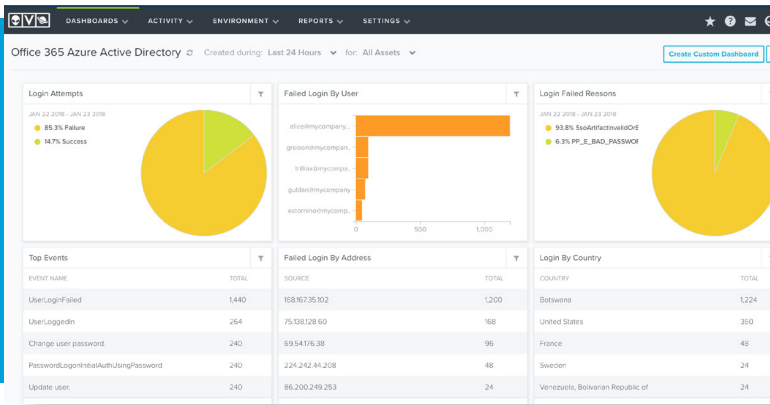 DASHBOARDS ACTIVITY ENVIRONMENT REPORTS SETTINGS
Office 365 Azure Active Directory Created during: Last 24 Hours for: All Assets
Create Custom Dashboard
Login Attempts
JAN 22 2018 - JAN 23 2018
85.3% Failure
14.7% Success
Failed Login By User
alice@mycompany...
greison@mycompan..
trillian@mycompa..
guldan@mycompany
estornino@mycomp..
0 500 1,000
Login Failed Reasons
JAN 22 2018 - JAN 23 2018
93.8% SsoArtifactInvalidOrE
6.3% PP_E_BAD_PASSWOR
Top Events
EVENT NAME TOTAL
UserLoginFailed 1,440
UserLoggedIn 264
Change user password. 240
PasswordLogonInitialAuthUsingPassword 240
Update user. 240
Failed Login By Address
SOURCE TOTAL
168.167.35.102 1,200
75.138.128.60 168
69.54.176.38 96
224.242.44.208 48
86.200.249.253 24
Login By Country
COUNTRY TOTAL
Botswana 1,224
United States 360
France 48
Sweden 24
Venezuela, Bolivarian Republic of 24